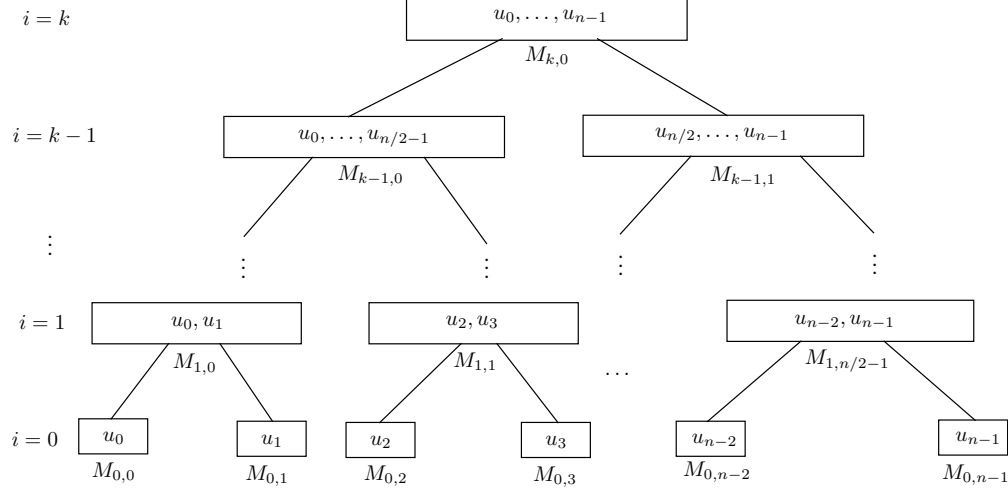 i = k
u_0, . . . , u_{n−1}
M_{k,0}
i = k − 1
u_0, . . . , u_{n/2−1}
u_{n/2}, . . . , u_{n−1}
M_{k−1,0}
M_{k−1,1}
⋮ ⋮ ⋮ ⋮ ⋮
i = 1
u_0, u_1
u_2, u_3
u_{n−2}, u_{n−1}
M_{1,0}
M_{1,1}
. . .
M_{1,n/2−1}
i = 0
u_0
u_1
u_2
u_3
u_{n−2}
u_{n−1}
M_{0,0}
M_{0,1}
M_{0,2}
M_{0,3}
M_{0,n−2}
M_{0,n−1}